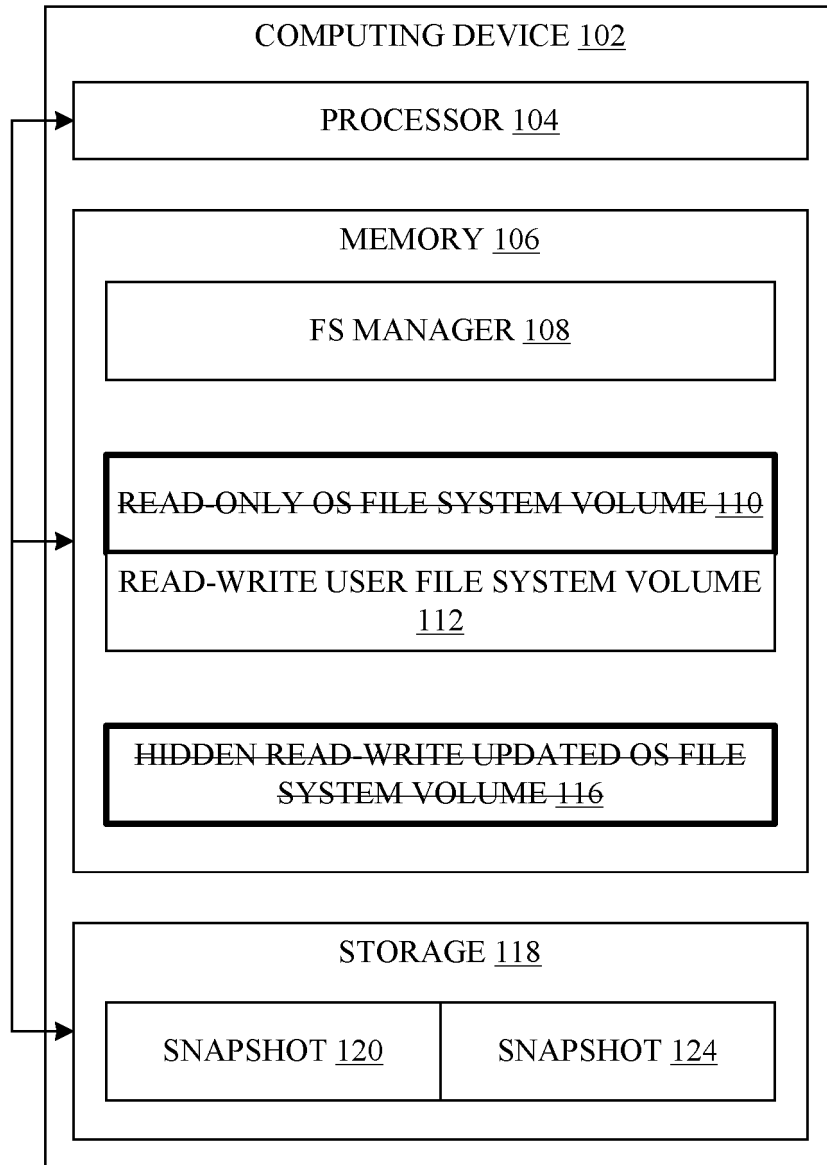 COMPUTING DEVICE 102
PROCESSOR 104
MEMORY 106
FS MANAGER 108
READ-ONLY OS FILE SYSTEM VOLUME 110
READ-WRITE USER FILE SYSTEM VOLUME
112
HIDDEN READ-WRITE UPDATED OS FILE
SYSTEM VOLUME 116
STORAGE 118
SNAPSHOT 120
SNAPSHOT 124